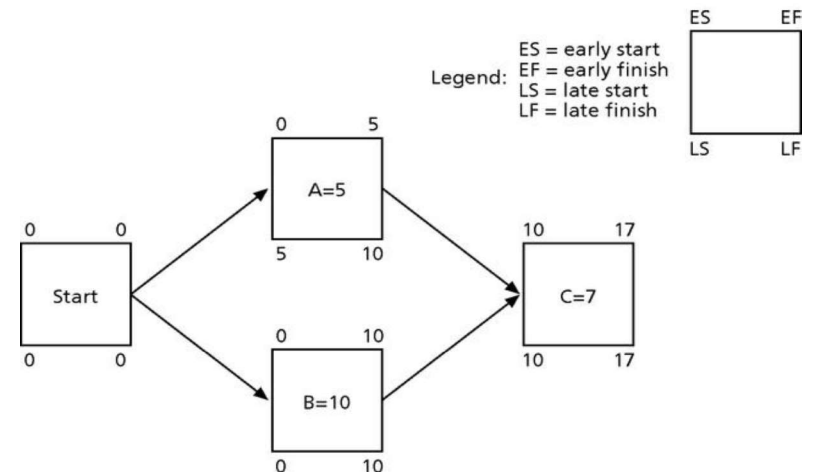 ES EF
Legend:
ES = early start
EF = early finish
LS = late start
LF = late finish
LS LF
0 5
A=5
5 10
0 0
Start
0 0
10 17
C=7
10 17
0 10
B=10
0 10